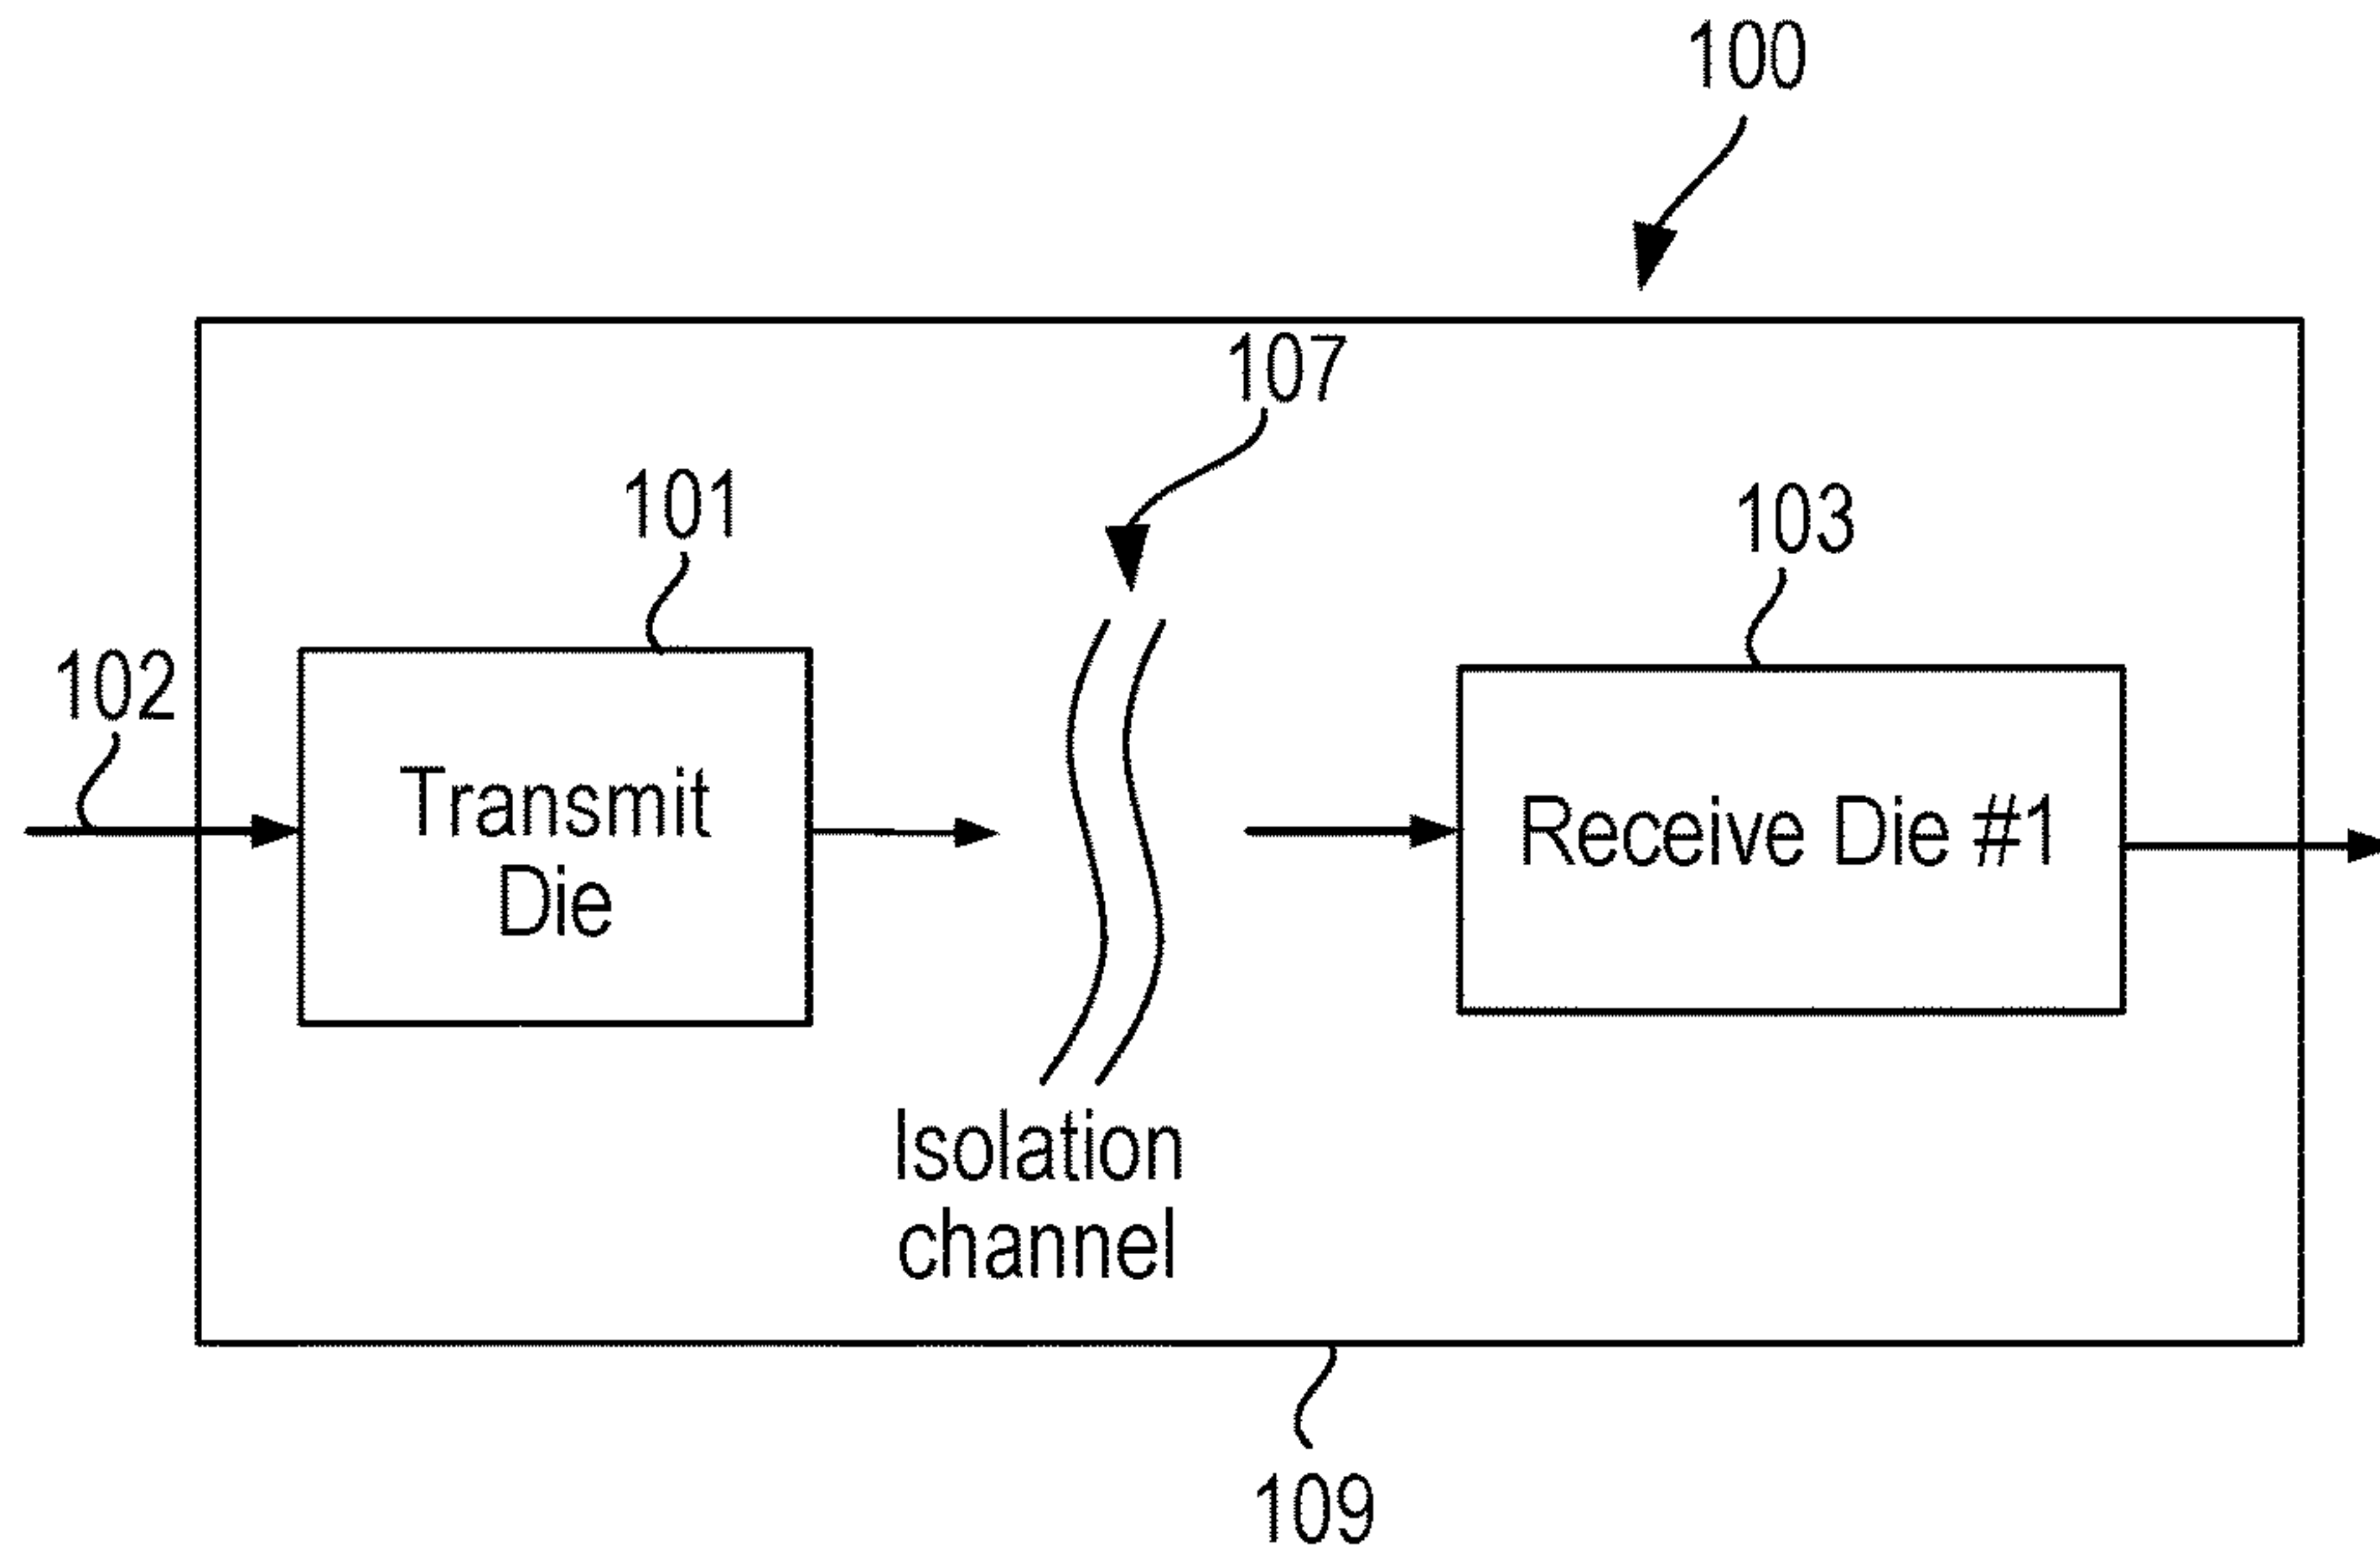 100
107
101
103
102
Transmit
Die
Receive Die #1
Isolation
channel
109